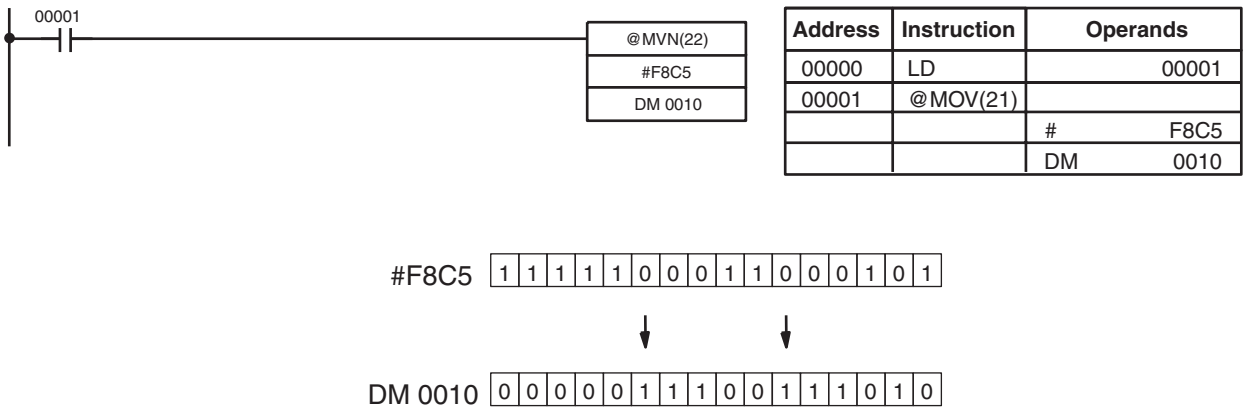 00001
@MVN(22)
#F8C5
DM 0010
Address Instruction Operands
00000 LD 00001
00001 @MOV(21)
# F8C5
DM 0010
#F8C5 1 1 1 1 1 0 0 0 1 1 0 0 0 1 0 1
DM 0010 0 0 0 0 0 1 1 1 0 0 1 1 1 0 1 0